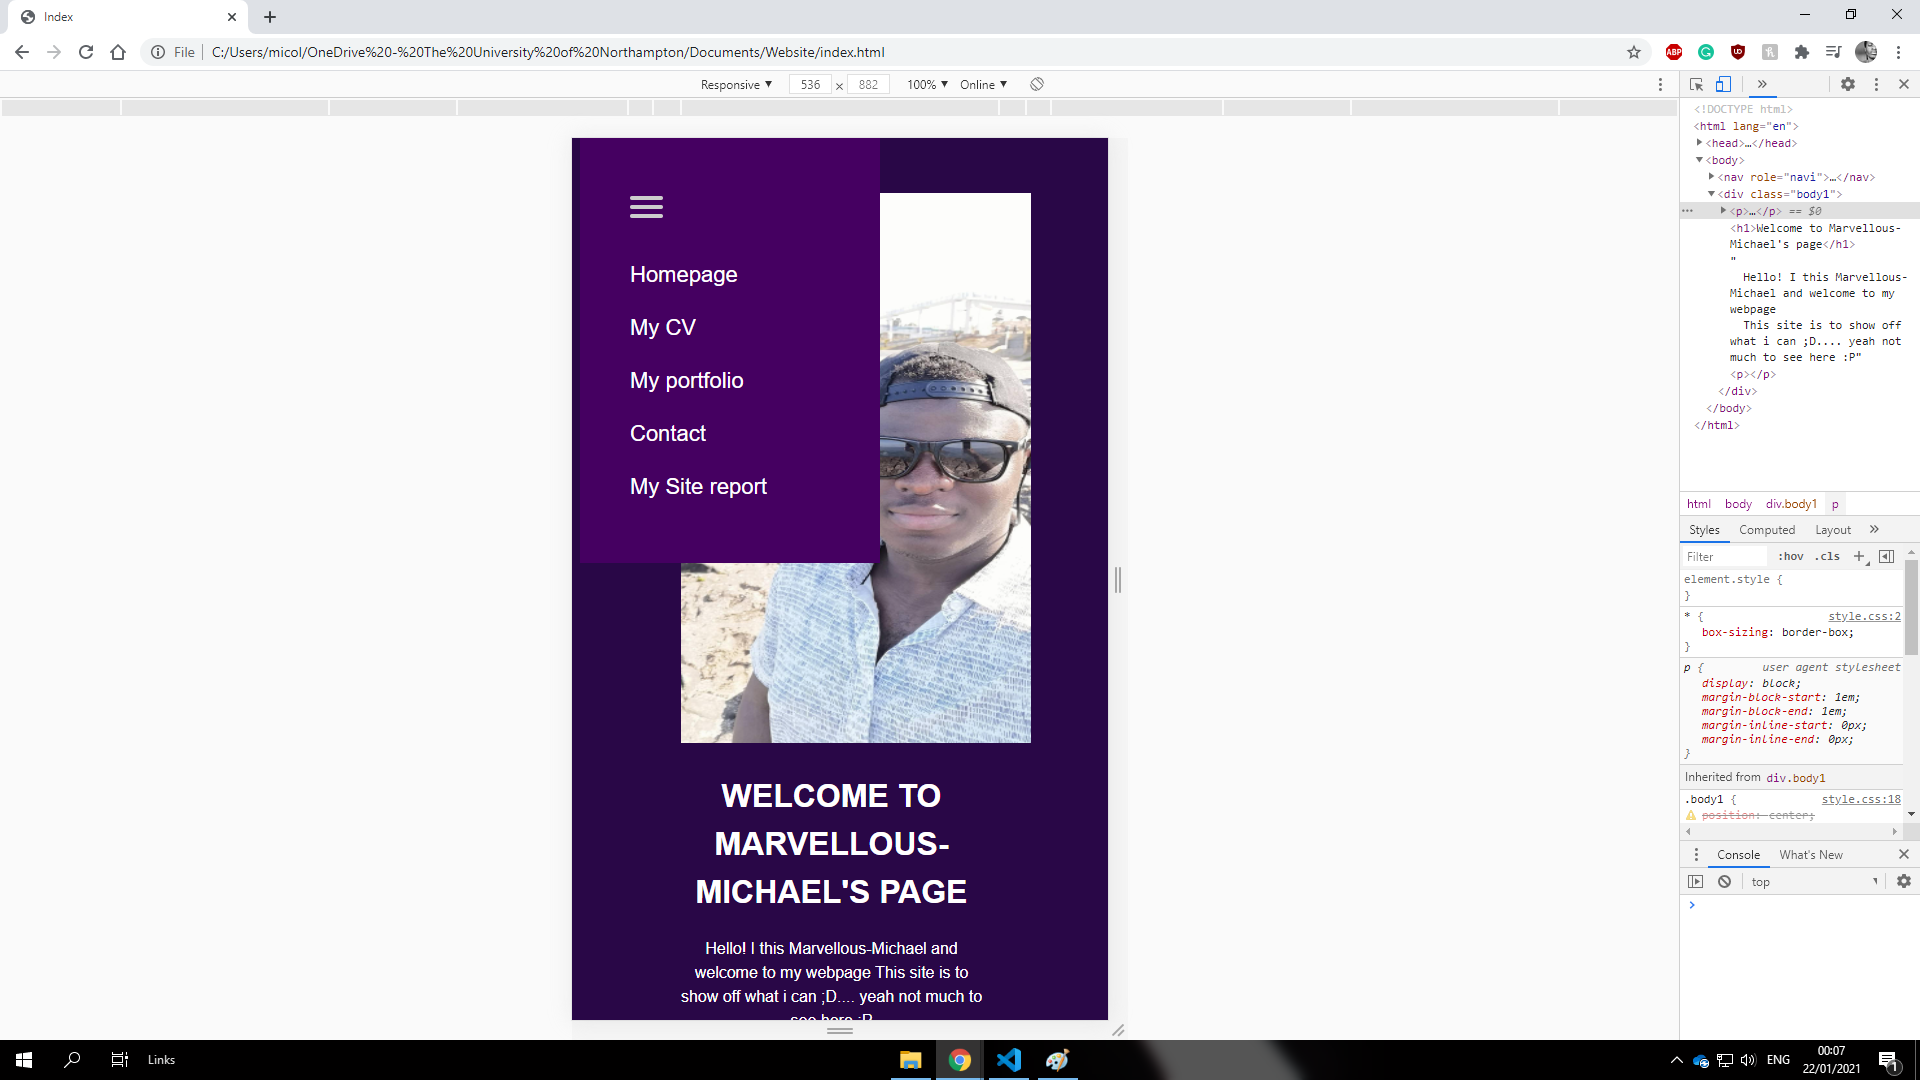 Index
File
C:/Users/micol/OneDrive%20-%20The%20University%20of%20Northampton/Documents/Website/index.html
ABP
Responsive ▼ 536 × 882 100% ▼ Online ▼
Homepage
My CV
My portfolio
Contact
My Site report
WELCOME TO
MARVELLOUS-
MICHAEL'S PAGE
Hello! I this Marvellous-Michael and
welcome to my webpage This site is to
show off what i can ;D.... yeah not much to
see here :P
<!DOCTYPE html>
<html lang="en">
<head>…</head>
<body>
<nav role="navi">…</nav>
<div class="body1">
<p>…</p> == $0
<h1>Welcome to Marvellous-
Michael's page</h1>
"
Hello! I this Marvellous-
Michael and welcome to my
webpage
This site is to show off
what i can ;D.... yeah not
much to see here :P"
<p></p>
</div>
</body>
</html>
html body div.body1 p
Styles Computed Layout »
Filter :hov .cls +
element.style {
}
* { style.css:2
box-sizing: border-box;
}
p { user agent stylesheet
display: block;
margin-block-start: 1em;
margin-block-end: 1em;
margin-inline-start: 0px;
margin-inline-end: 0px;
}
Inherited from div.body1
.body1 { style.css:18
position: center;
Console What's New
top
Links
ENG
00:07
22/01/2021
1